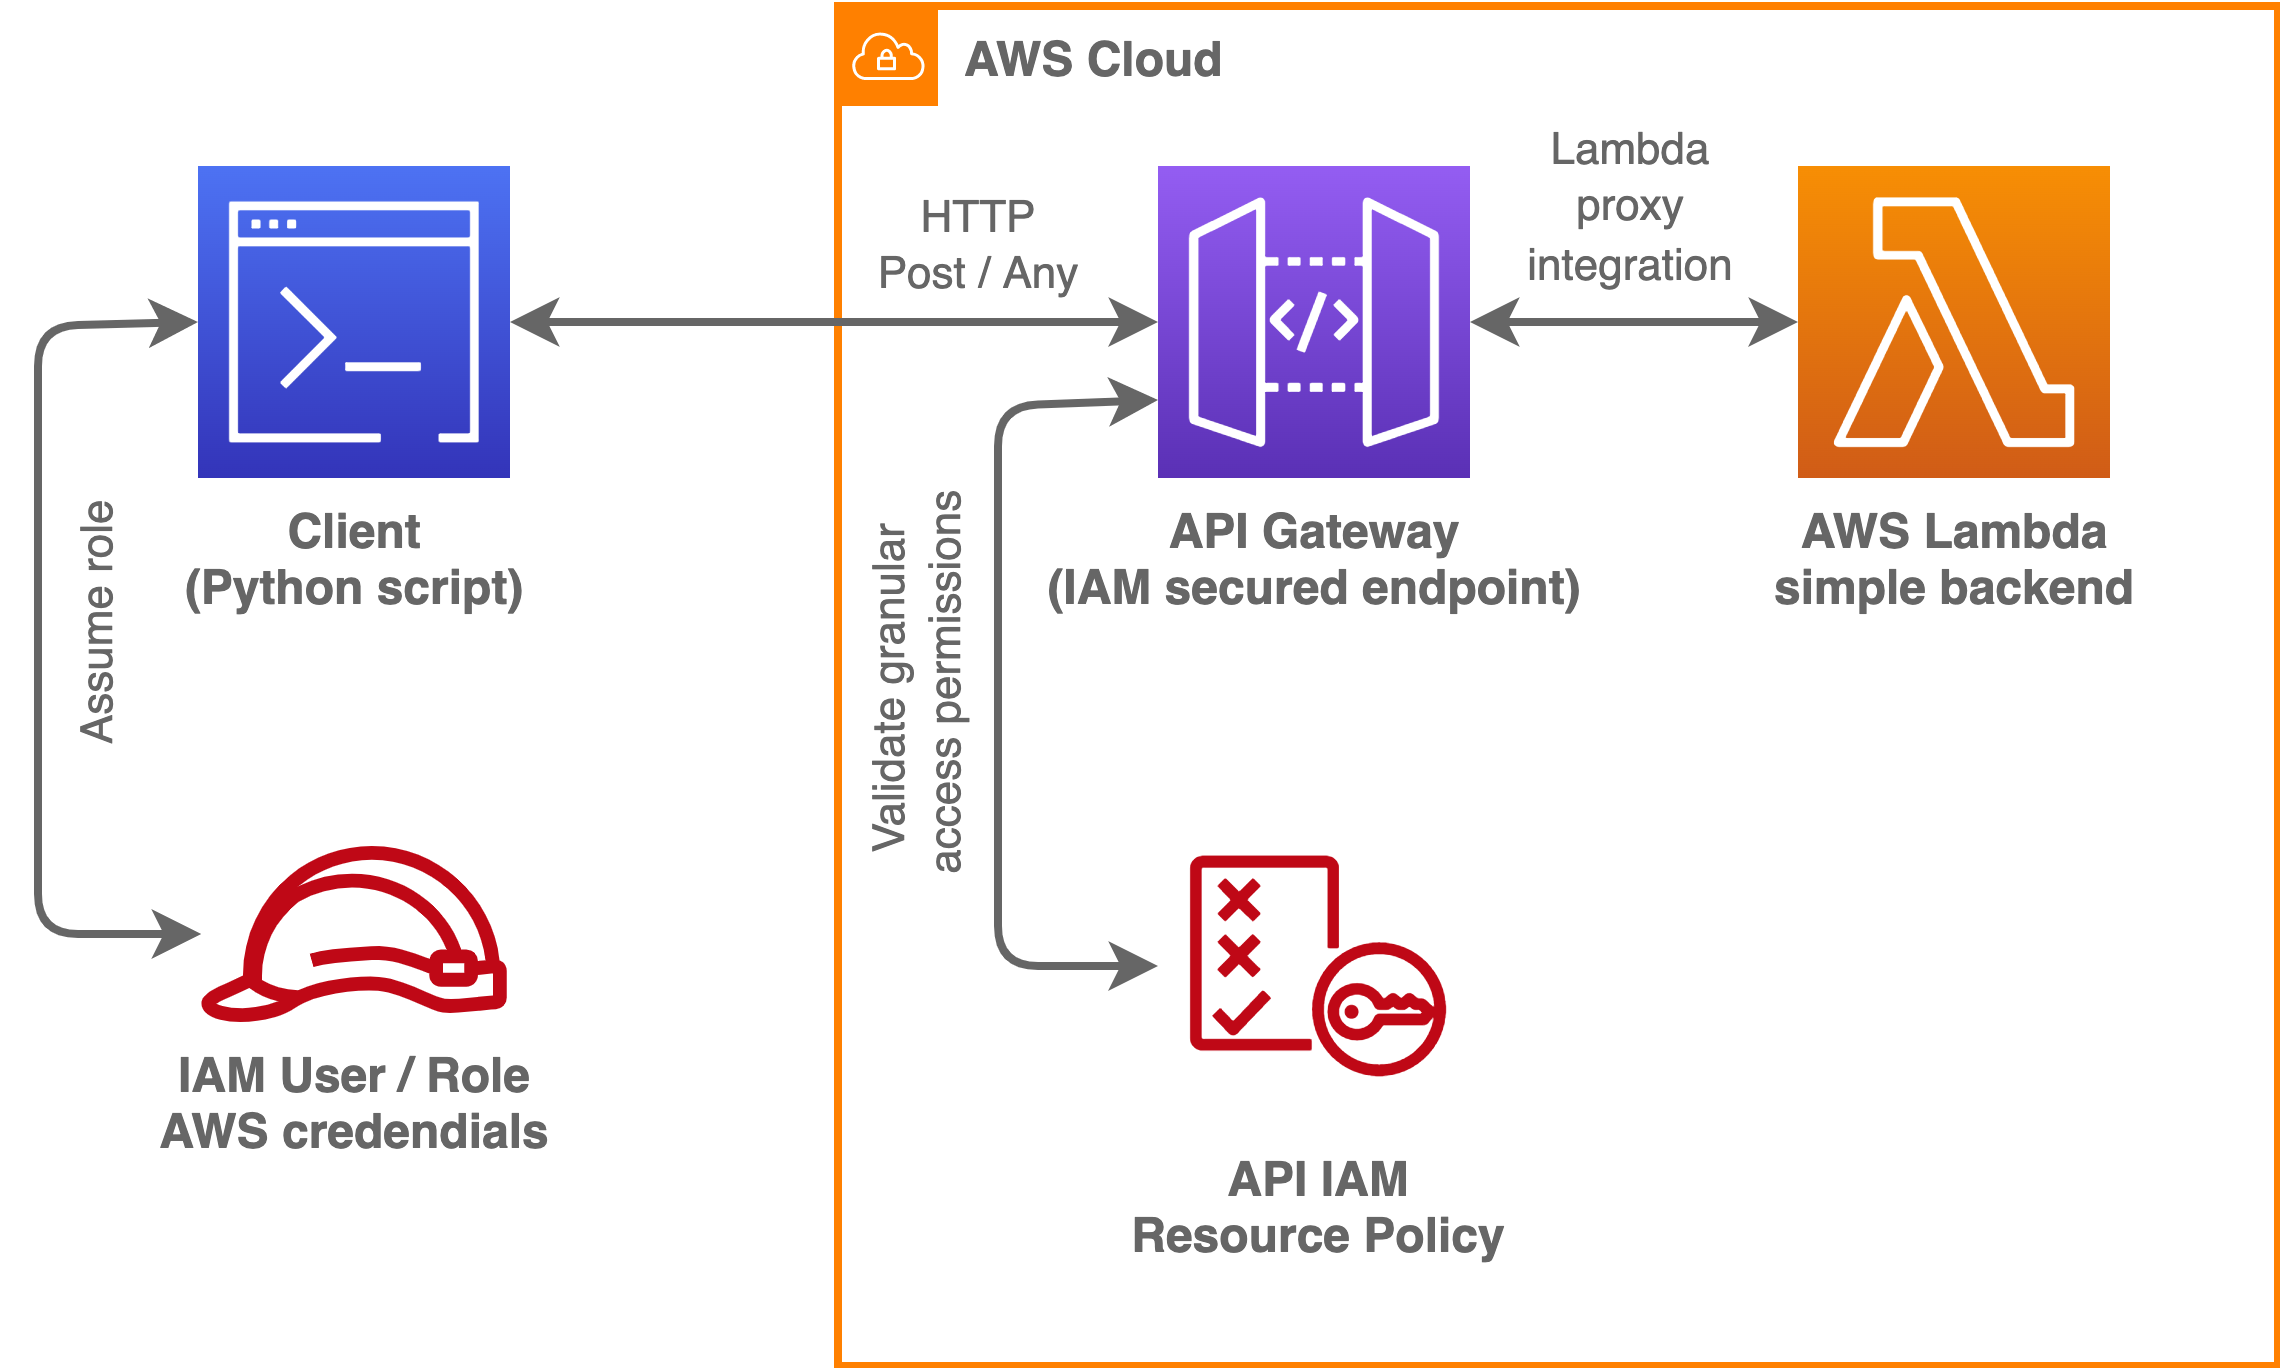 AWS Cloud
HTTP
Post / Any
Lambda
proxy
integration
Client
(Python script)
API Gateway
(IAM secured endpoint)
AWS Lambda
simple backend
Assume role
Validate granular
access permissions
IAM User / Role
AWS credendials
API IAM
Resource Policy